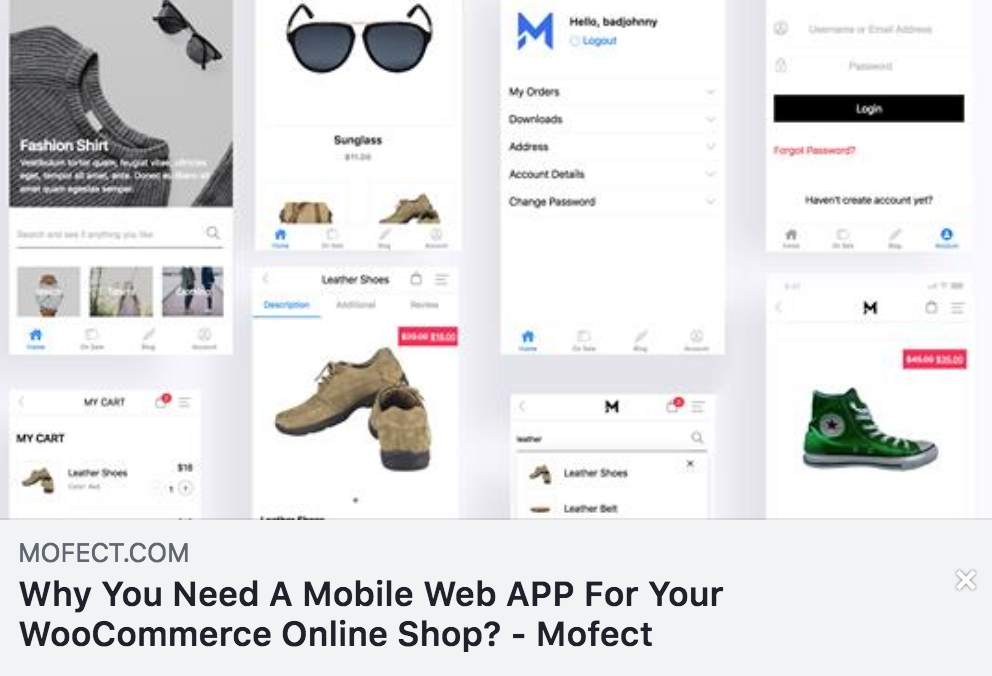 Fashion Shirt
Vestibulum tortor quam, feugiat vitae, ultricies
eget, tempor sit amet, ante. Donec eu libero sit
amet quam egestas semper.
Search and see if anything you like
Clothing
Home
On Sale
Blog
Account
Sunglass
Home
On Sale
Blog
Account
Hello, badjohnny
Logout
My Orders
Downloads
Address
Account Details
Change Password
Home
On Sale
Blog
Account
Username or Email Address
Password
Login
Forgot Password?
Haven't create account yet?
Home
On Sale
Blog
Account
MY CART
MY CART
Leather Shoes
$18
Color: Red
1
Leather Shoes
Description
Additional
Review
$20.00 $18.00
Leather Shoes
M
leather
Leather Shoes
Leather Belt
M
$45.00 $35.00
MOFECT.COM
Why You Need A Mobile Web APP For Your
WooCommerce Online Shop? - Mofect